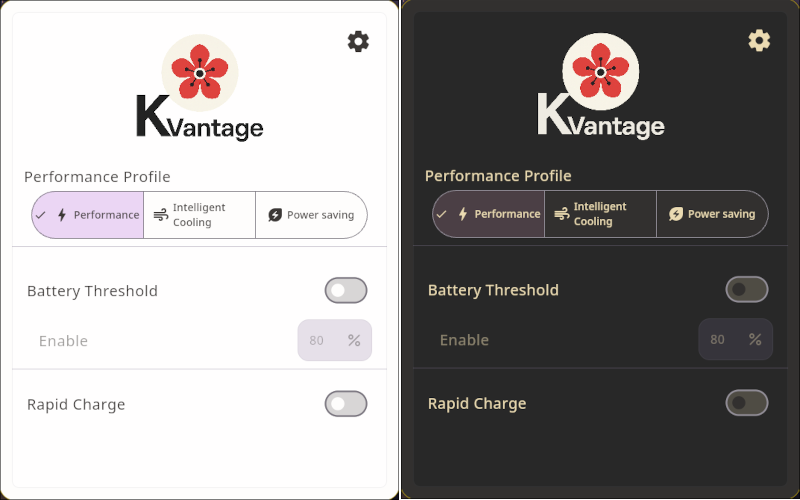 KVantage
Performance Profile
Performance
Intelligent
Cooling
Power saving
Battery Threshold
Enable
80 %
Rapid Charge
KVantage
Performance Profile
Performance
Intelligent
Cooling
Power saving
Battery Threshold
Enable
80 %
Rapid Charge